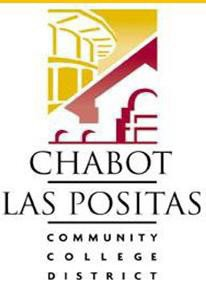 CHABOT
LAS POSITAS
COMMUNITY
COLLEGE
DISTRICT